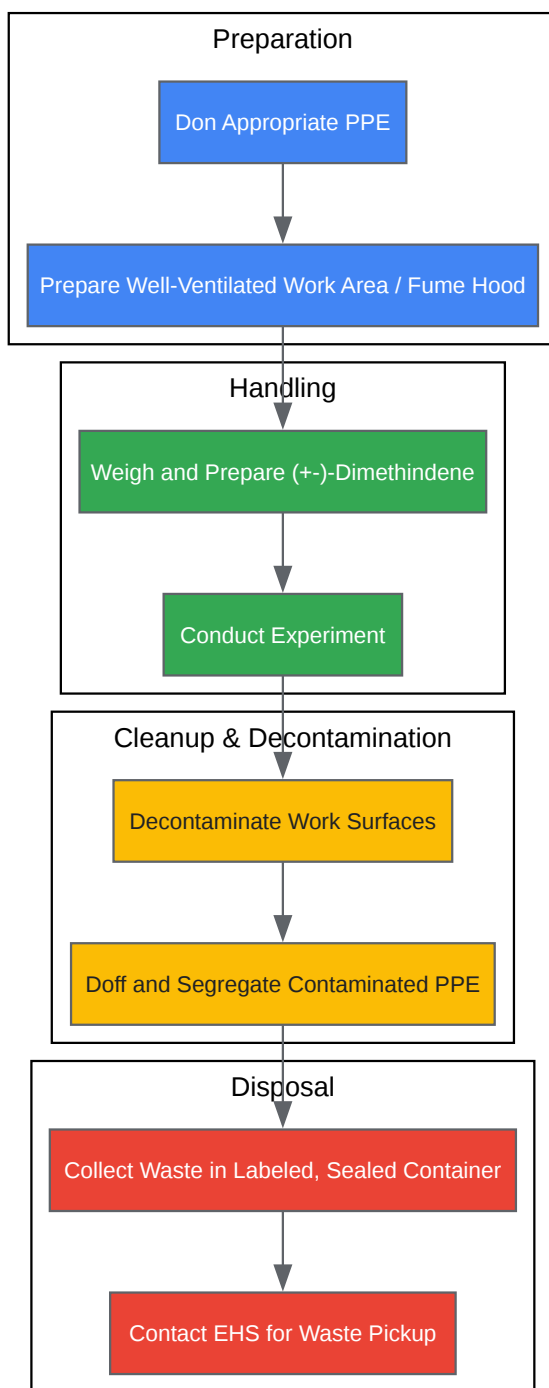 Preparation
Don Appropriate PPE
Prepare Well-Ventilated Work Area / Fume Hood
Handling
Weigh and Prepare (+-)-Dimethindene
Conduct Experiment
Cleanup & Decontamination
Decontaminate Work Surfaces
Doff and Segregate Contaminated PPE
Disposal
Collect Waste in Labeled, Sealed Container
Contact EHS for Waste Pickup